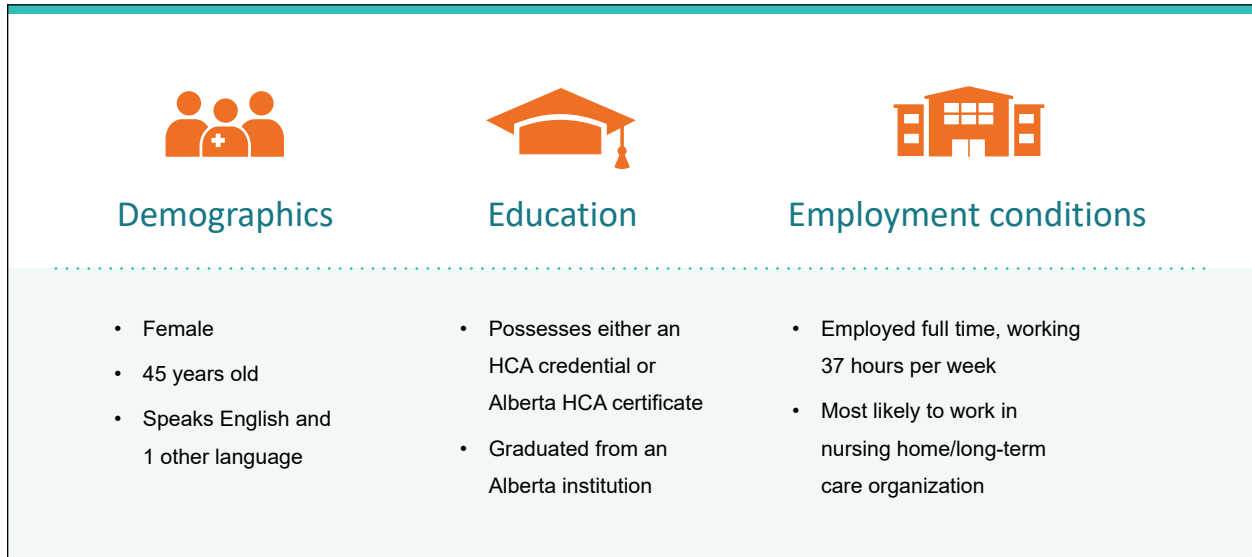 Demographics
Education
Employment conditions
• Female
• 45 years old
• Speaks English and
1 other language
• Possesses either an
HCA credential or
Alberta HCA certificate
• Graduated from an
Alberta institution
• Employed full time, working
37 hours per week
• Most likely to work in
nursing home/long-term
care organization